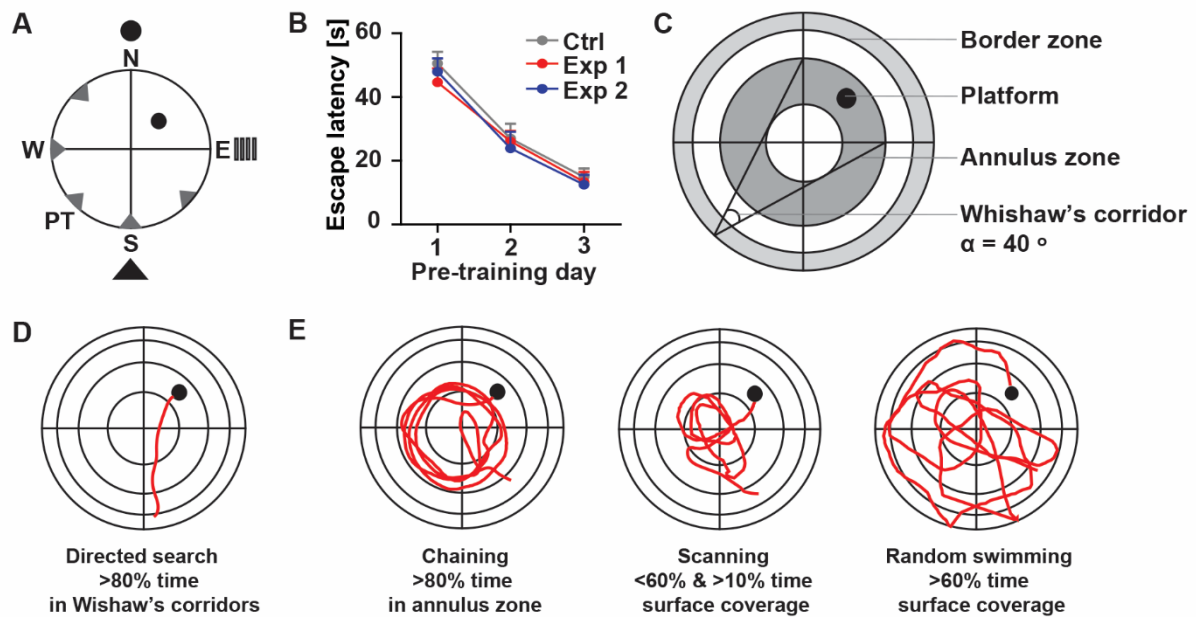 A
N
W
E
PT
S
B
Escape latency [s]
60
40
20
0
Ctrl
Exp 1
Exp 2
1 2 3
Pre-training day
C
Border zone
Platform
Annulus zone
Whishaw's corridor
α = 40 °
D
Directed search
>80% time
in Wishaw's corridors
E
Chaining
>80% time
in annulus zone
Scanning
<60% & >10% time
surface coverage
Random swimming
>60% time
surface coverage